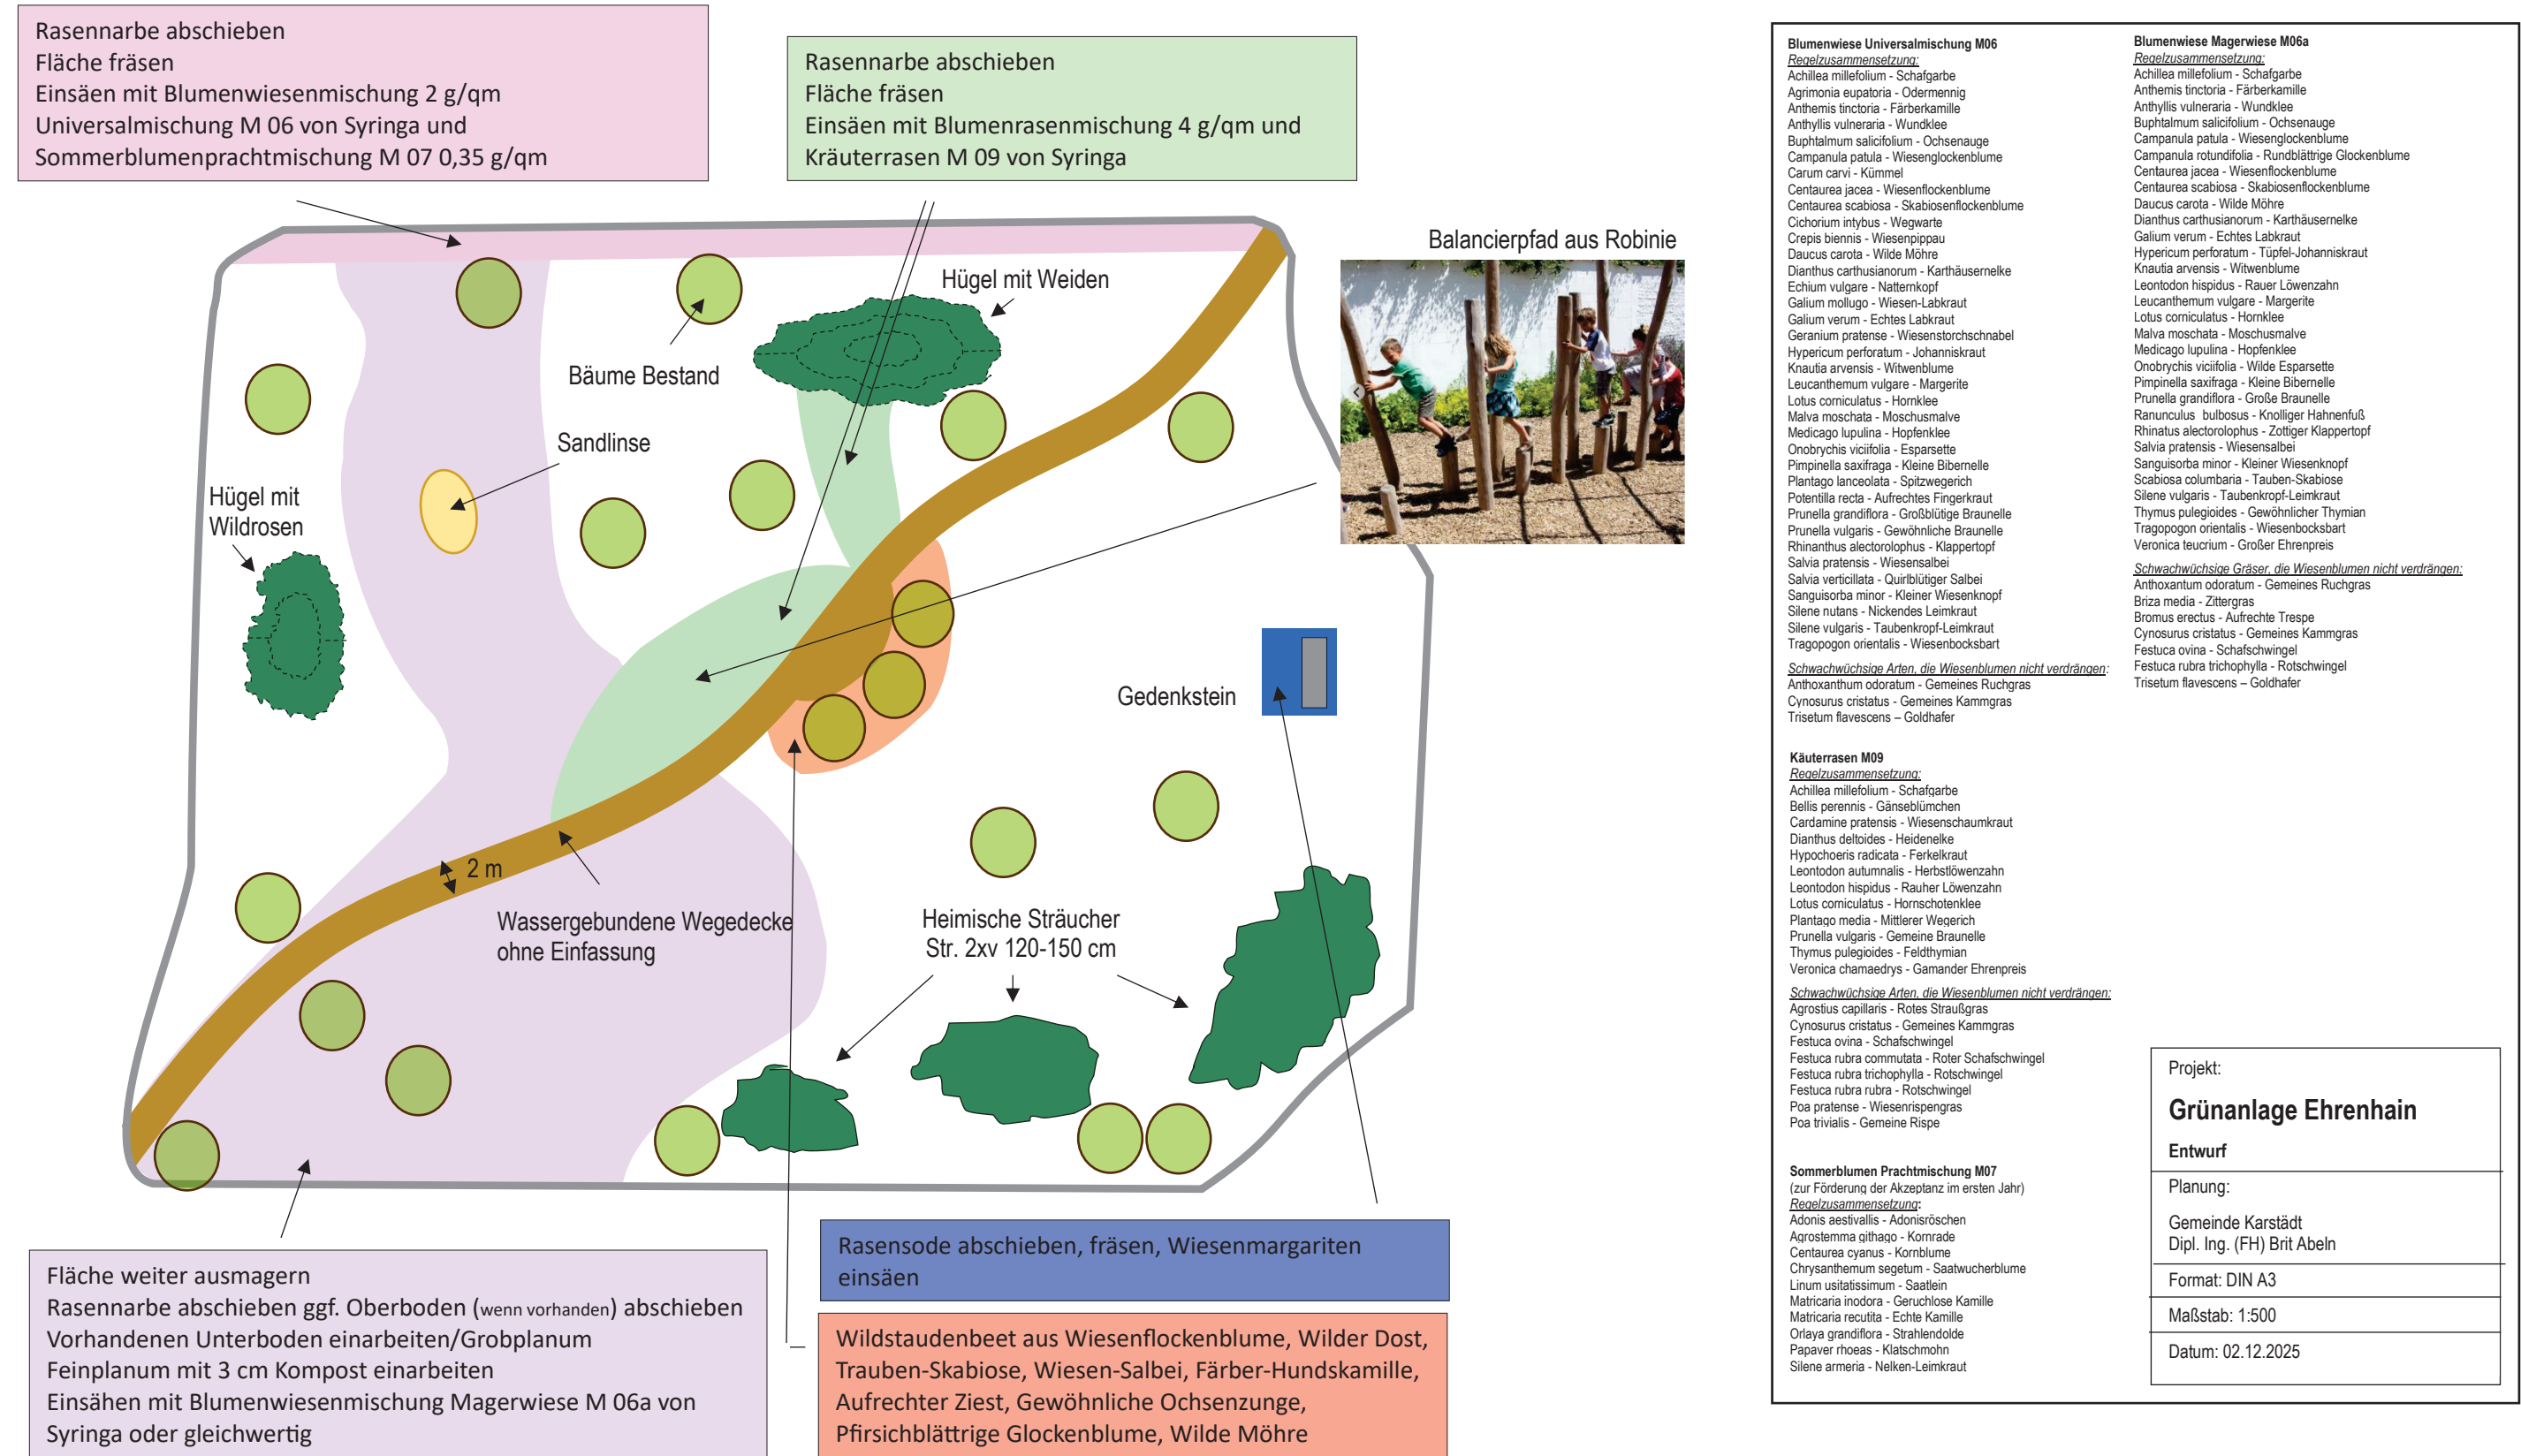 Rasennarbe abschieben
Fläche fräsen
Einsäen mit Blumenwiesenmischung 2 g/qm
Universalmischung M 06 von Syringa und
Sommerblumenprachtmischung M 07 0,35 g/qm
Rasennarbe abschieben
Fläche fräsen
Einsäen mit Blumenrasenmischung 4 g/qm und
Kräuterrasen M 09 von Syringa
Balancierpfad aus Robinie
Hügel mit Weiden
Bäume Bestand
Sandlinse
Hügel mit
Wildrosen
Gedenkstein
2 m
Wassergebundene Wegedecke
ohne Einfassung
Heimische Sträucher
Str. 2xv 120-150 cm
Fläche weiter ausmagern
Rasennarbe abschieben ggf. Oberboden (wenn vorhanden) abschieben
Vorhandenen Unterboden einarbeiten/Grobplanum
Feinplanum mit 3 cm Kompost einarbeiten
Einsähen mit Blumenwiesenmischung Magerwiese M 06a von
Syringa oder gleichwertig
Rasensode abschieben, fräsen, Wiesenmargariten
einsäen
Wildstaudenbeet aus Wiesenflockenblume, Wilder Dost,
Trauben-Skabiose, Wiesen-Salbei, Färber-Hundskamille,
Aufrechter Ziest, Gewöhnliche Ochsenzunge,
Pfirsichblättrige Glockenblume, Wilde Möhre
Blumenwiese Universalmischung M06
Regelzusammensetzung:
Achillea millefolium - Schafgarbe
Agrimonia eupatoria - Odermennig
Anthemis tinctoria - Färberkamille
Anthyllis vulneraria - Wundklee
Buphtalmum salicifolium - Ochsenauge
Campanula patula - Wiesenglockenblume
Carum carvi - Kümmel
Centaurea jacea - Wiesenflockenblume
Centaurea scabiosa - Skabiosenflockenblume
Cichorium intybus - Wegwarte
Crepis biennis - Wiesenpippau
Daucus carota - Wilde Möhre
Dianthus carthusianorum - Karthäusernelke
Echium vulgare - Natternkopf
Galium mollugo - Wiesen-Labkraut
Galium verum - Echtes Labkraut
Geranium pratense - Wiesenstorchschnabel
Hypericum perforatum - Johanniskraut
Knautia arvensis - Witwenblume
Leucanthemum vulgare - Margerite
Lotus corniculatus - Hornklee
Malva moschata - Moschusmalve
Medicago lupulina - Hopfenklee
Onobrychis viciifolia - Esparsette
Pimpinella saxifraga - Kleine Bibernelle
Plantago lanceolata - Spitzwegerich
Potentilla recta - Aufrechtes Fingerkraut
Prunella grandiflora - Großblütige Braunelle
Prunella vulgaris - Gewöhnliche Braunelle
Rhinanthus alectorolophus - Klappertopf
Salvia pratensis - Wiesensalbei
Salvia verticillata - Quirlblütiger Salbei
Sanguisorba minor - Kleiner Wiesenknopf
Silene nutans - Nickendes Leimkraut
Silene vulgaris - Taubenkropf-Leimkraut
Tragopogon orientalis - Wiesenbocksbart
Schwachwüchsige Arten, die Wiesenblumen nicht verdrängen:
Anthoxanthum odoratum - Gemeines Ruchgras
Cynosurus cristatus - Gemeines Kammgras
Trisetum flavescens – Goldhafer
Käuterrasen M09
Regelzusammensetzung:
Achillea millefolium - Schafgarbe
Bellis perennis - Gänseblümchen
Cardamine pratensis - Wiesenschaumkraut
Dianthus deltoides - Heidenelke
Hypochoeris radicata - Ferkelkraut
Leontodon autumnalis - Herbstlöwenzahn
Leontodon hispidus - Rauher Löwenzahn
Lotus corniculatus - Hornschotenklee
Plantago media - Mittlerer Wegerich
Prunella vulgaris - Gemeine Braunelle
Thymus pulegioides - Feldthymian
Veronica chamaedrys - Gamander Ehrenpreis
Schwachwüchsige Arten, die Wiesenblumen nicht verdrängen:
Agrostius capillaris - Rotes Straußgras
Cynosurus cristatus - Gemeines Kammgras
Festuca ovina - Schafschwingel
Festuca rubra commutata - Roter Schafschwingel
Festuca rubra trichophylla - Rotschwingel
Festuca rubra rubra - Rotschwingel
Poa pratense - Wiesenrispengras
Poa trivialis - Gemeine Rispe
Sommerblumen Prachtmischung M07
(zur Förderung der Akzeptanz im ersten Jahr)
Regelzusammensetzung:
Adonis aestivallis - Adonisröschen
Agrostemma githago - Kornrade
Centaurea cyanus - Kornblume
Chrysanthemum segetum - Saatwucherblume
Linum usitatissimum - Saatlein
Matricaria inodora - Geruchlose Kamille
Matricaria recutita - Echte Kamille
Orlaya grandiflora - Strahlendolde
Papaver rhoeas - Klatschmohn
Silene armeria - Nelken-Leimkraut
Blumenwiese Magerwiese M06a
Regelzusammensetzung:
Achillea millefolium - Schafgarbe
Anthemis tinctoria - Färberkamille
Anthyllis vulneraria - Wundklee
Buphtalmum salicifolium - Ochsenauge
Campanula patula - Wiesenglockenblume
Campanula rotundifolia - Rundblättrige Glockenblume
Centaurea jacea - Wiesenflockenblume
Centaurea scabiosa - Skabiosenflockenblume
Daucus carota - Wilde Möhre
Dianthus carthusianorum - Karthäusernelke
Galium verum - Echtes Labkraut
Hypericum perforatum - Tüpfel-Johanniskraut
Knautia arvensis - Witwenblume
Leontodon hispidus - Rauer Löwenzahn
Leucanthemum vulgare - Margerite
Lotus corniculatus - Hornklee
Malva moschata - Moschusmalve
Medicago lupulina - Hopfenklee
Onobrychis viciifolia - Wilde Esparsette
Pimpinella saxifraga - Kleine Bibernelle
Prunella grandiflora - Große Braunelle
Ranunculus bulbosus - Knolliger Hahnenfuß
Rhinatus alectorolophus - Zottiger Klappertopf
Salvia pratensis - Wiesensalbei
Sanguisorba minor - Kleiner Wiesenknopf
Scabiosa columbaria - Tauben-Skabiose
Silene vulgaris - Taubenkropf-Leimkraut
Thymus pulegioides - Gewöhnlicher Thymian
Tragopogon orientalis - Wiesenbocksbart
Veronica teucrium - Großer Ehrenpreis
Schwachwüchsige Gräser, die Wiesenblumen nicht verdrängen:
Anthoxantum odoratum - Gemeines Ruchgras
Briza media - Zittergras
Bromus erectus - Aufrechte Trespe
Cynosurus cristatus - Gemeines Kammgras
Festuca ovina - Schafschwingel
Festuca rubra trichophylla - Rotschwingel
Trisetum flavescens – Goldhafer
Projekt:
Grünanlage Ehrenhain
Entwurf
Planung:
Gemeinde Karstädt
Dipl. Ing. (FH) Brit Abeln
Format: DIN A3
Maßstab: 1:500
Datum: 02.12.2025